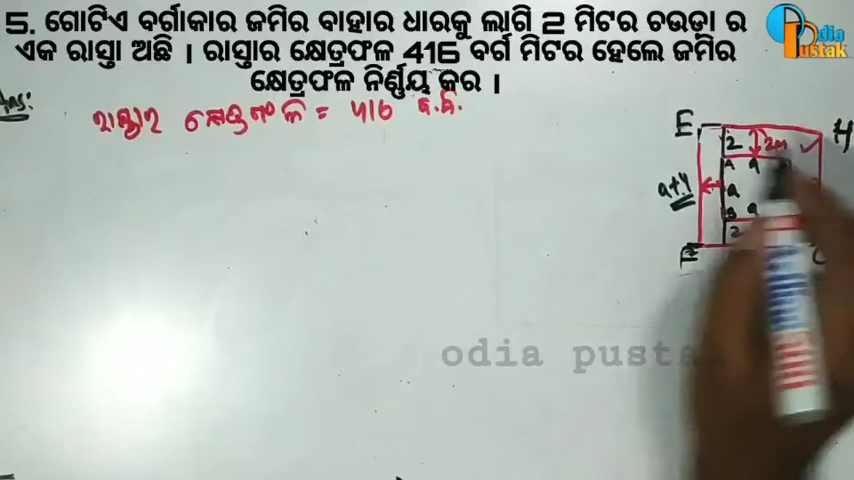 5. ଗୋଟିଏ ବର୍ଗାକାର ଜମିର ବାହାର ଧାରକୁ ଲାଗି 2 ମିଟର ଚଉଡ଼ା ର
ଏକ ରାସ୍ତା ଅଛି । ରାସ୍ତାର କ୍ଷେତ୍ରଫଳ 416 ବର୍ଗ ମିଟର ହେଲେ ଜମିର
କ୍ଷେତ୍ରଫଳ ନିର୍ଣ୍ଣୟ କର ।
Odia
Pustak
Ans:
ରାସ୍ତାର କ୍ଷେତ୍ରଫଳ = 416 ବ.ମି.
E H
2 2m
A a
a+4 a
B a
2
F
odia pustak